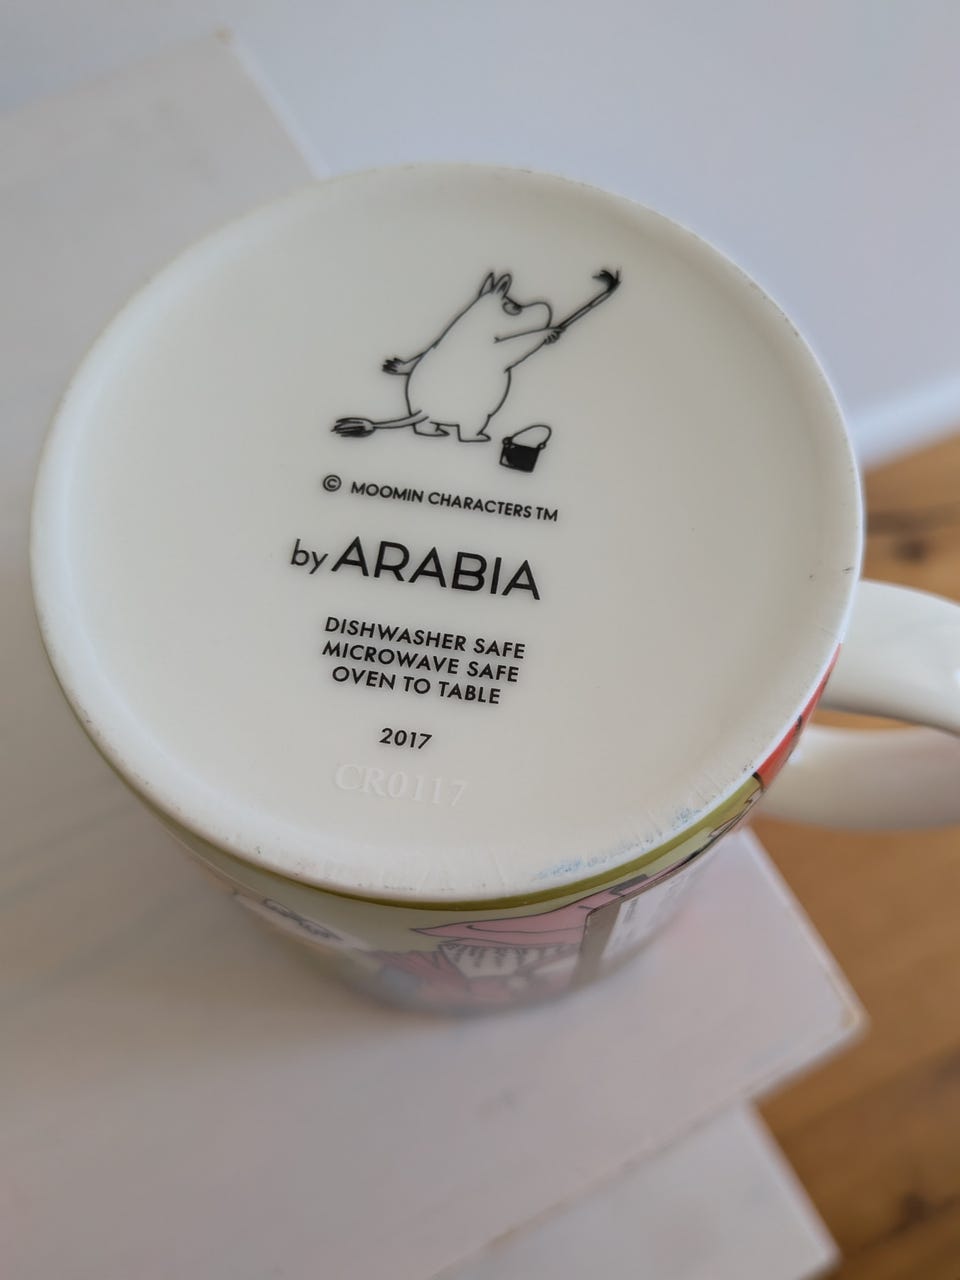 © MOOMIN CHARACTERS TM
by ARABIA
DISHWASHER SAFE
MICROWAVE SAFE
OVEN TO TABLE
2017
CR0117